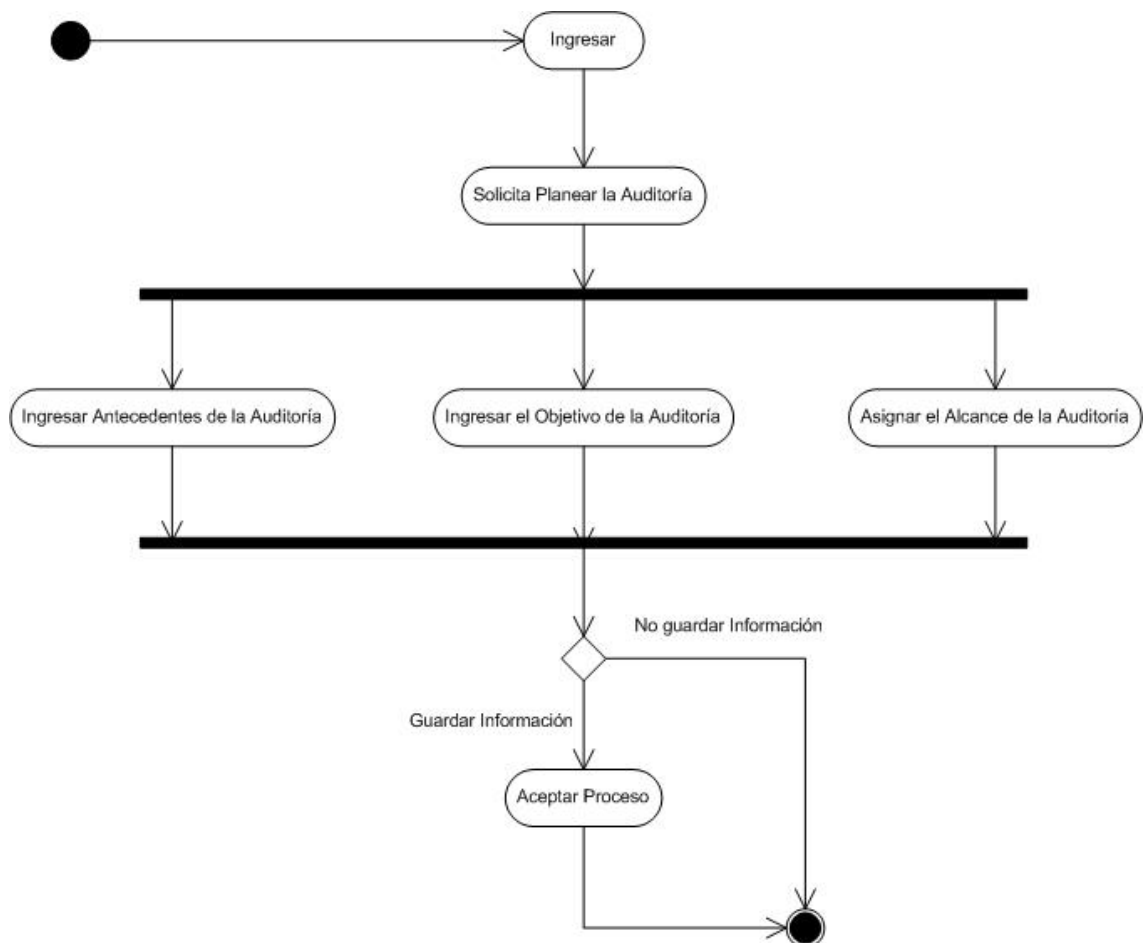 Ingresar
Solicita Planear la Auditoría
Ingresar Antecedentes de la Auditoría
Ingresar el Objetivo de la Auditoría
Asignar el Alcance de la Auditoría
No guardar Información
Guardar Información
Aceptar Proceso